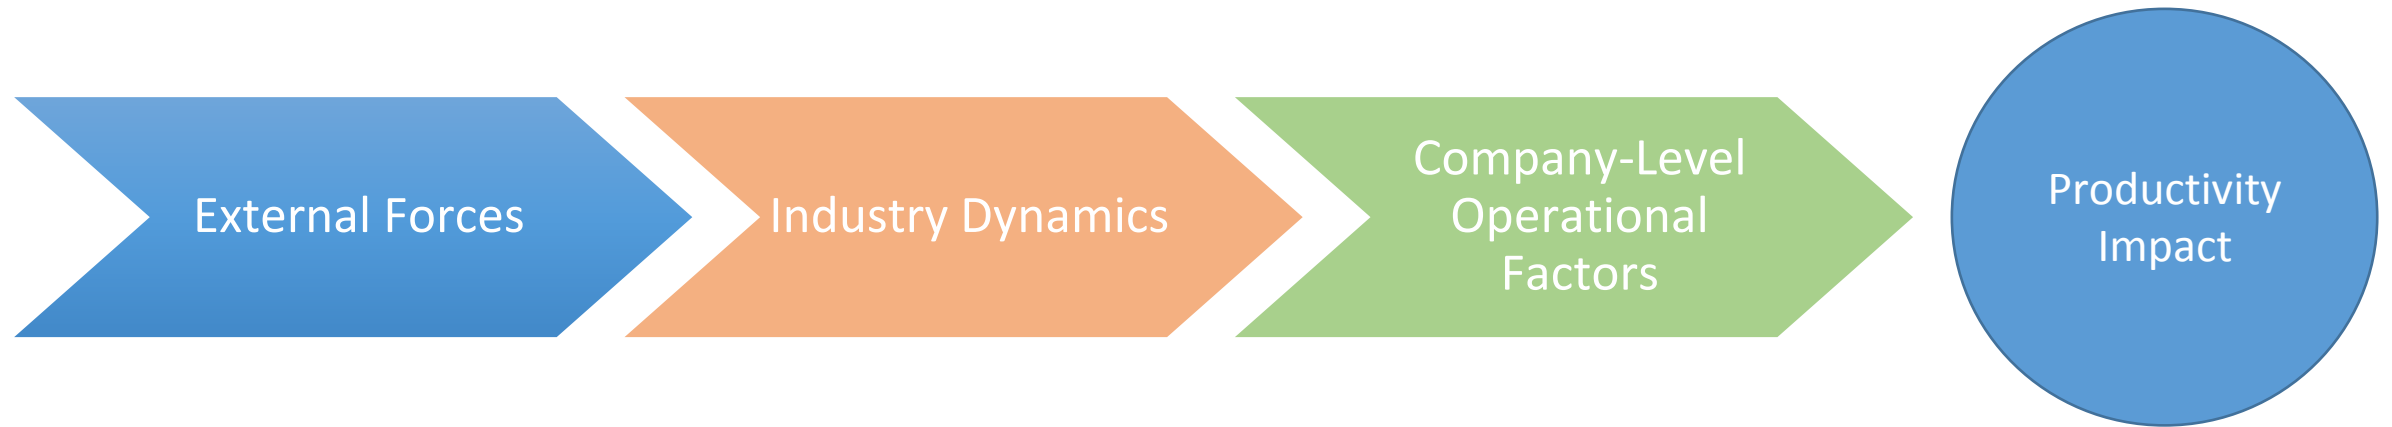 External Forces
Industry Dynamics
Company-Level
Operational
Factors
Productivity
Impact